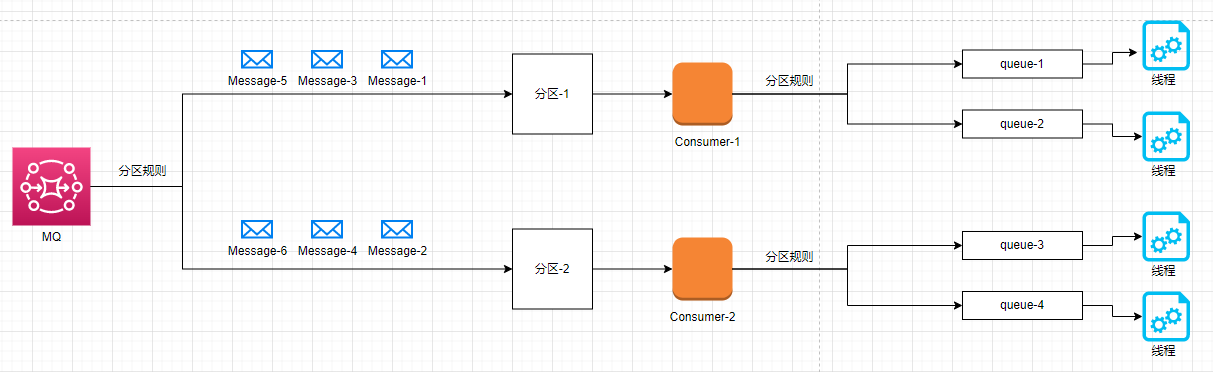 Message-5 Message-3 Message-1
分区规则
MQ
Message-6 Message-4 Message-2
分区-1
分区-2
Consumer-1
Consumer-2
分区规则
分区规则
queue-1
queue-2
queue-3
queue-4
线程
线程
线程
线程